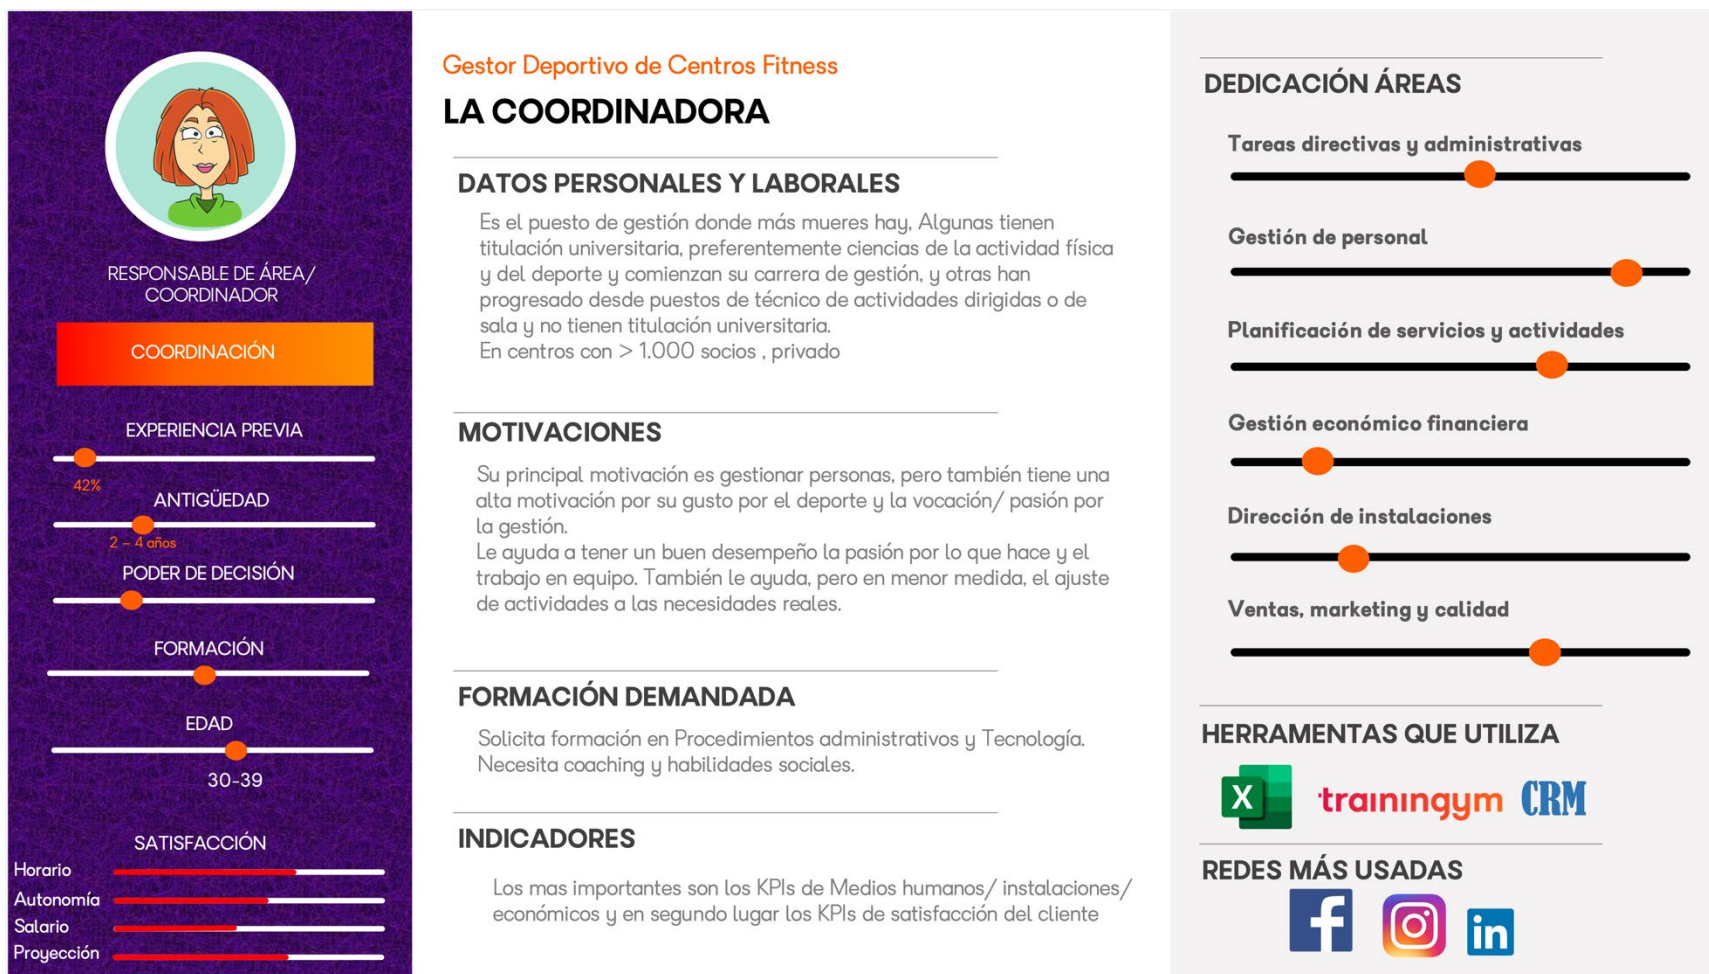 RESPONSABLE DE ÁREA/
COORDINADOR
COORDINACIÓN
EXPERIENCIA PREVIA
42%
ANTIGÜEDAD
2 – 4 años
PODER DE DECISIÓN
FORMACIÓN
EDAD
30-39
SATISFACCIÓN
Horario
Autonomía
Salario
Proyección
Gestor Deportivo de Centros Fitness
LA COORDINADORA
DATOS PERSONALES Y LABORALES
Es el puesto de gestión donde más mueres hay, Algunas tienen
titulación universitaria, preferentemente ciencias de la actividad física
y del deporte y comienzan su carrera de gestión, y otras han
progresado desde puestos de técnico de actividades dirigidas o de
sala y no tienen titulación universitaria.
En centros con > 1.000 socios , privado
MOTIVACIONES
Su principal motivación es gestionar personas, pero también tiene una
alta motivación por su gusto por el deporte y la vocación/ pasión por
la gestión.
Le ayuda a tener un buen desempeño la pasión por lo que hace y el
trabajo en equipo. También le ayuda, pero en menor medida, el ajuste
de actividades a las necesidades reales.
FORMACIÓN DEMANDADA
Solicita formación en Procedimientos administrativos y Tecnología.
Necesita coaching y habilidades sociales.
INDICADORES
Los mas importantes son los KPIs de Medios humanos/ instalaciones/
económicos y en segundo lugar los KPIs de satisfacción del cliente
DEDICACIÓN ÁREAS
Tareas directivas y administrativas
Gestión de personal
Planificación de servicios y actividades
Gestión económico financiera
Dirección de instalaciones
Ventas, marketing y calidad
HERRAMENTAS QUE UTILIZA
X trainingym CRM
REDES MÁS USADAS
f in